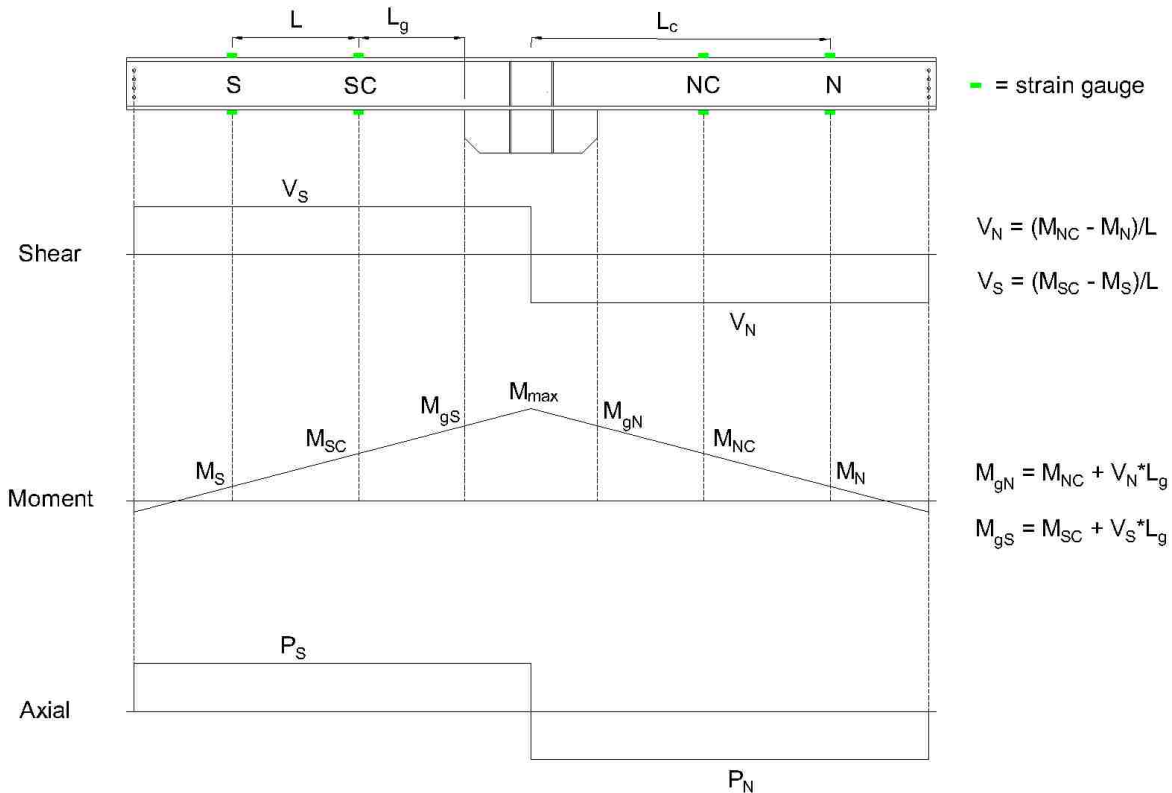 L L_g L_c
S SC NC N = strain gauge
V_S
Shear
V_N = (M_NC - M_N)/L
V_S = (M_SC - M_S)/L
V_N
M_max
M_gS M_gN
M_SC M_NC
M_S M_N
Moment
M_gN = M_NC + V_N*L_g
M_gS = M_SC + V_S*L_g
P_S
Axial
P_N